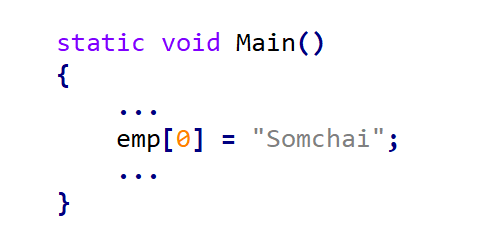 static void Main()
{
...
emp[0] = "Somchai";
...
}